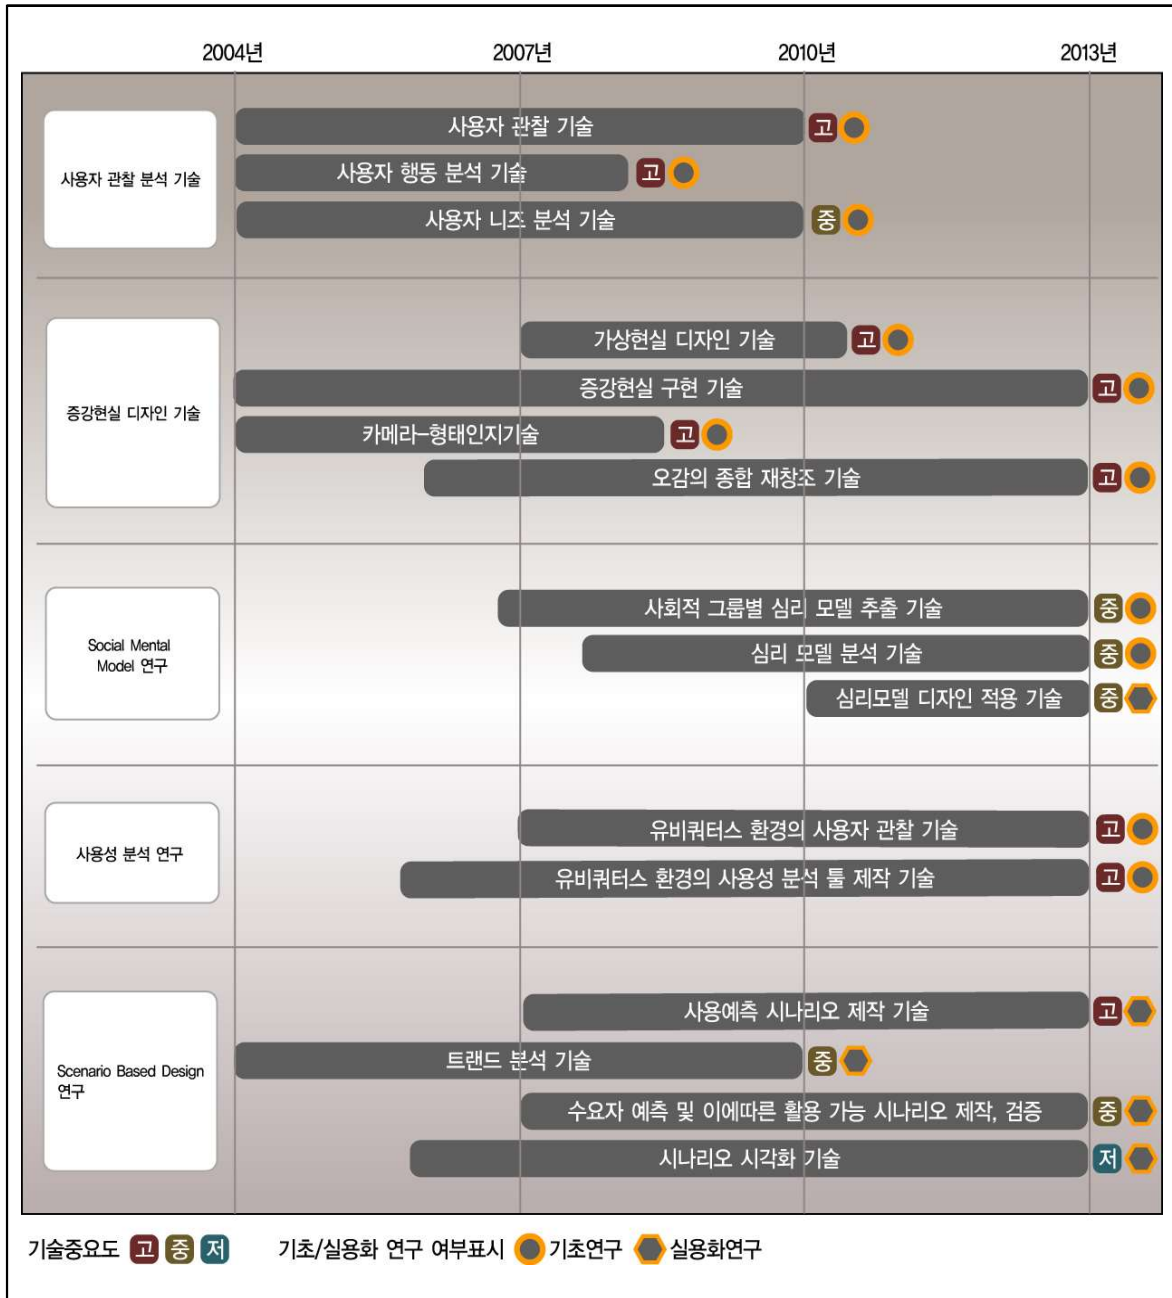 2004년 2007년 2010년 2013년
사용자 관찰 분석 기술
사용자 관찰 기술 고
사용자 행동 분석 기술 고
사용자 니즈 분석 기술 중
증강현실 디자인 기술
가상현실 디자인 기술 고
증강현실 구현 기술 고
카메라-형태인지기술 고
오감의 종합 재창조 기술 고
Social Mental
Model 연구
사회적 그룹별 심리 모델 추출 기술 중
심리 모델 분석 기술 중
심리모델 디자인 적용 기술 중
사용성 분석 연구
유비쿼터스 환경의 사용자 관찰 기술 고
유비쿼터스 환경의 사용성 분석 툴 제작 기술 고
Scenario Based Design
연구
사용예측 시나리오 제작 기술 고
트랜드 분석 기술 중
수요자 예측 및 이에따른 활용 가능 시나리오 제작, 검증 중
시나리오 시각화 기술 저
기술중요도 고 중 저 기초/실용화 연구 여부표시 기초연구 실용화연구